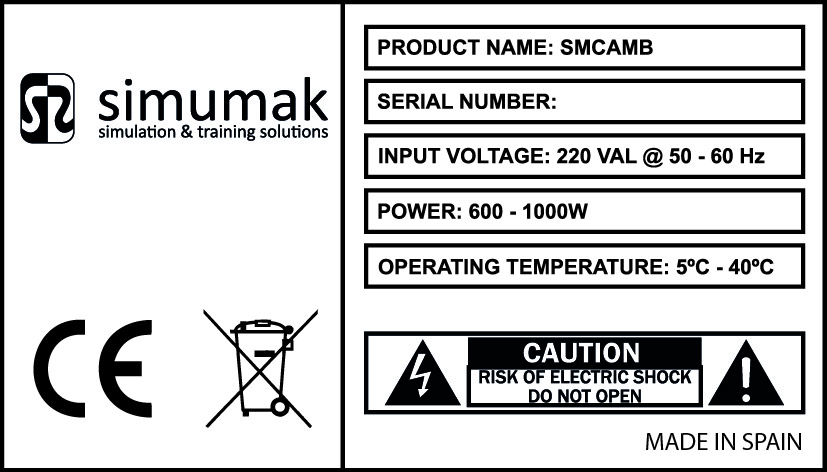 simumak
simulation & training solutions
CE
PRODUCT NAME: SMCAMB
SERIAL NUMBER:
INPUT VOLTAGE: 220 VAL @ 50 - 60 Hz
POWER: 600 - 1000W
OPERATING TEMPERATURE: 5ºC - 40ºC
CAUTION
RISK OF ELECTRIC SHOCK
DO NOT OPEN
MADE IN SPAIN